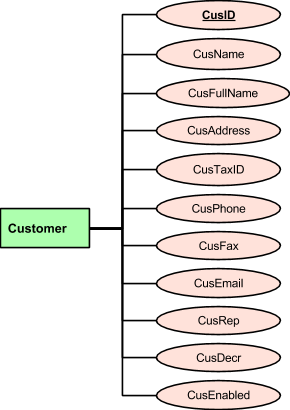 CusID
CusName
CusFullName
CusAddress
CusTaxID
CusPhone
Customer
CusFax
CusEmail
CusRep
CusDecr
CusEnabled